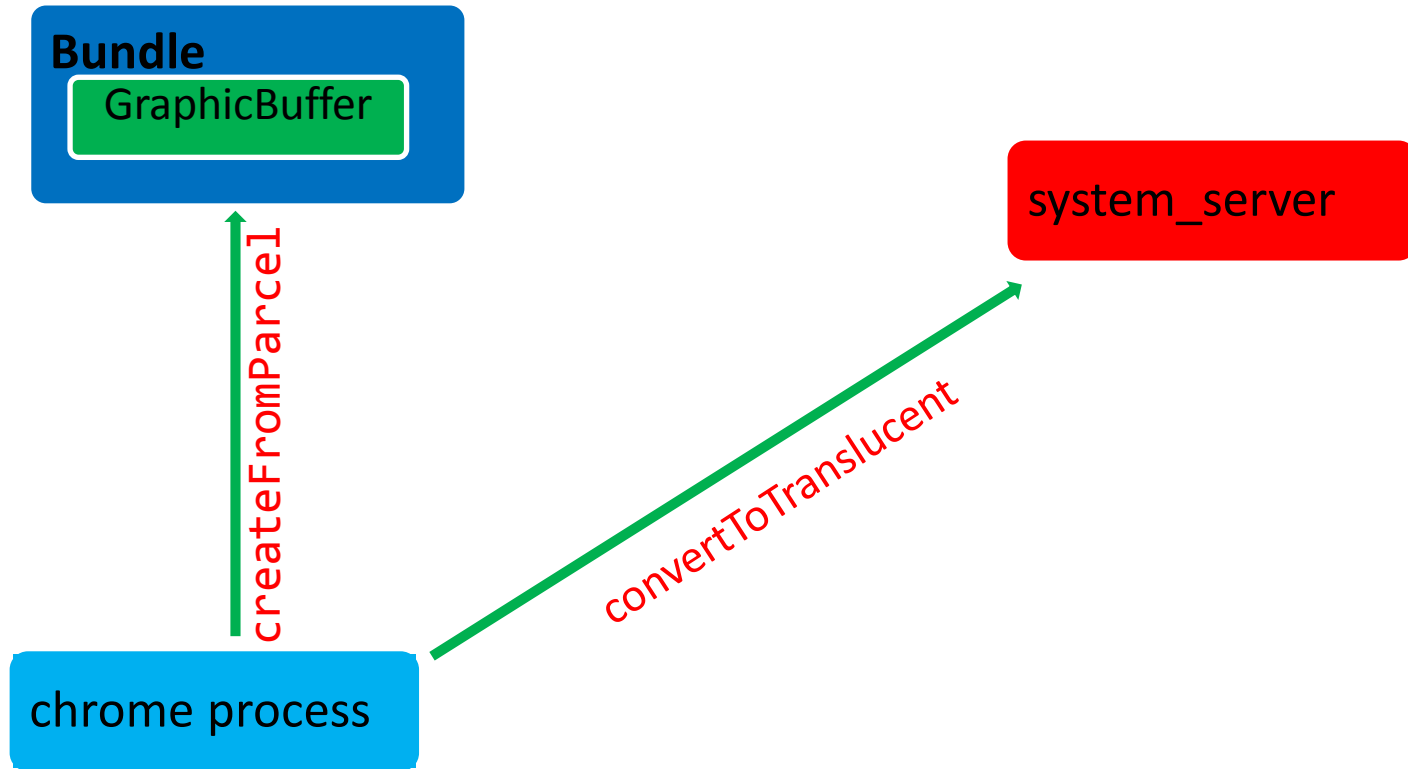 Bundle
GraphicBuffer
system_server
createFromParcel
convertToTranslucent
chrome process